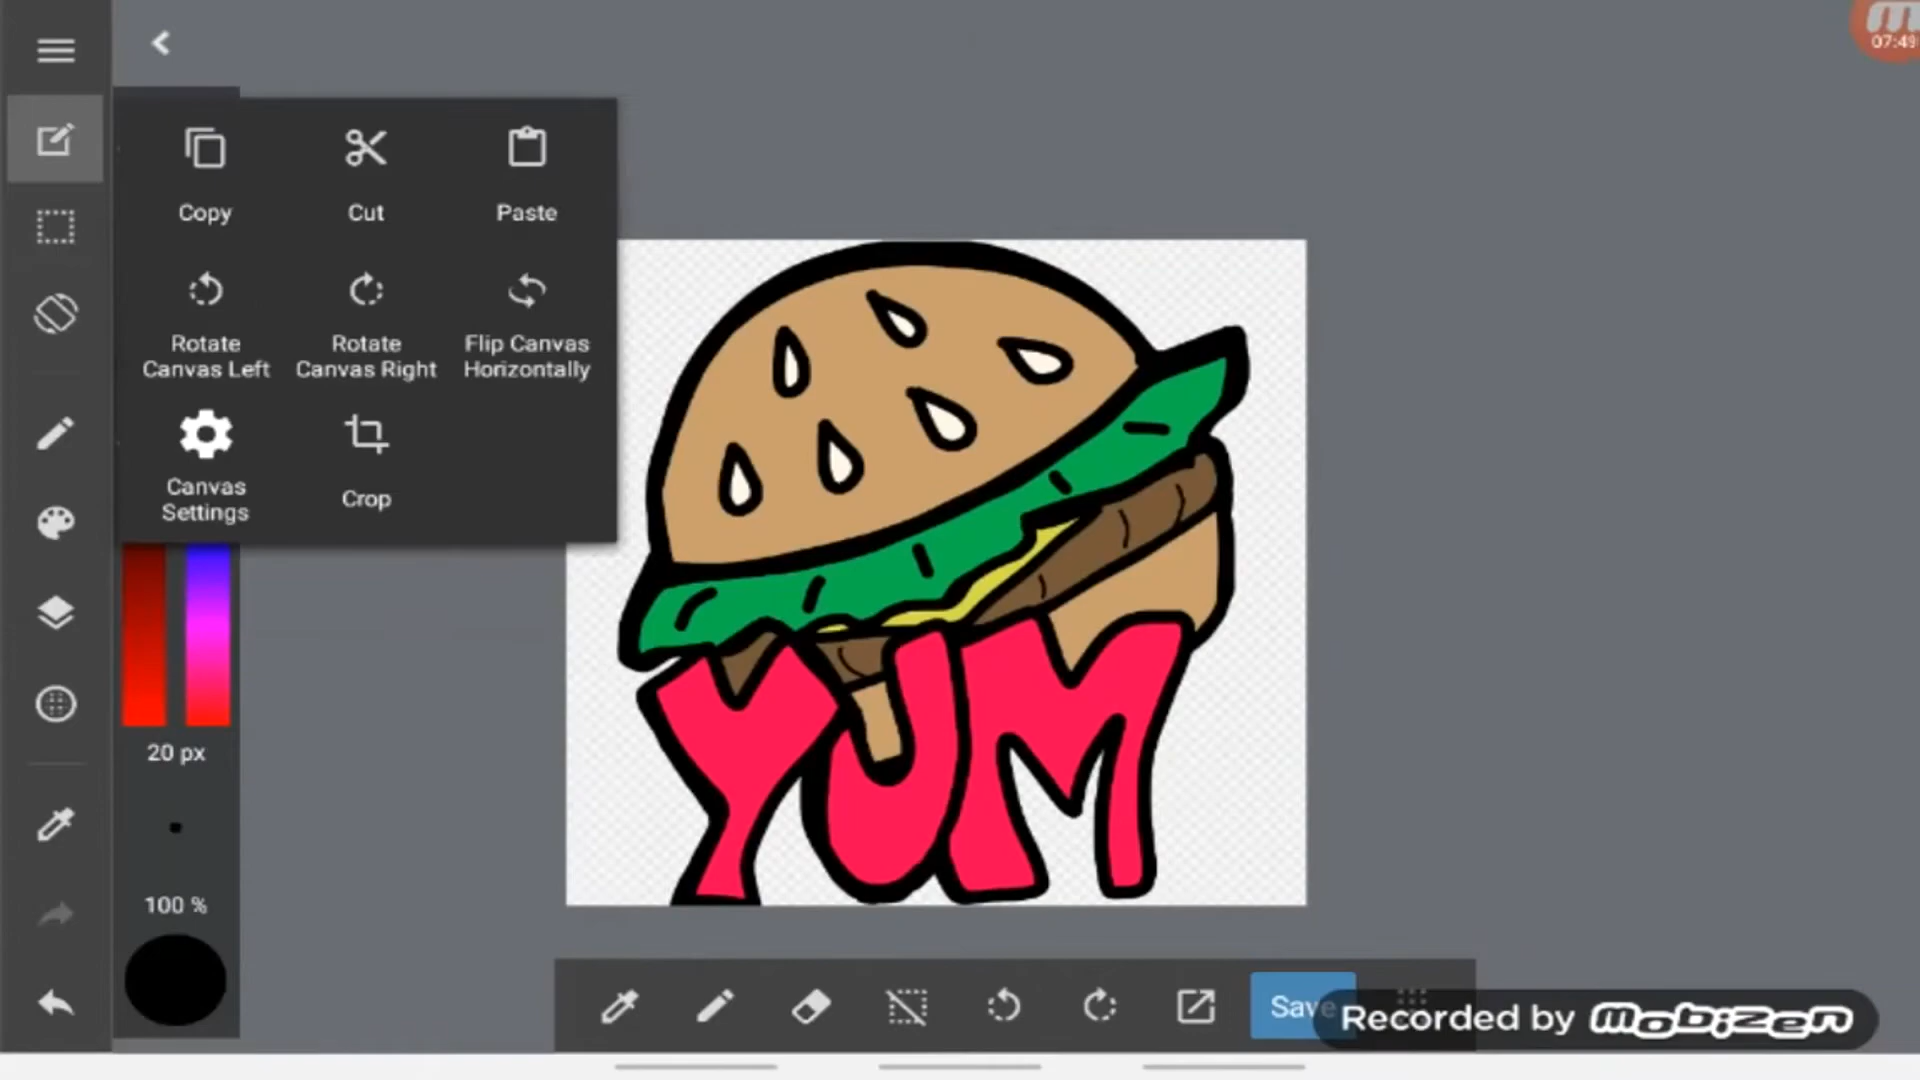 07:49
Copy Cut Paste
Rotate Canvas Left
Rotate Canvas Right
Flip Canvas Horizontally
Canvas Settings
Crop
20 px
100 %
YUM
Save
Recorded by Mobizen